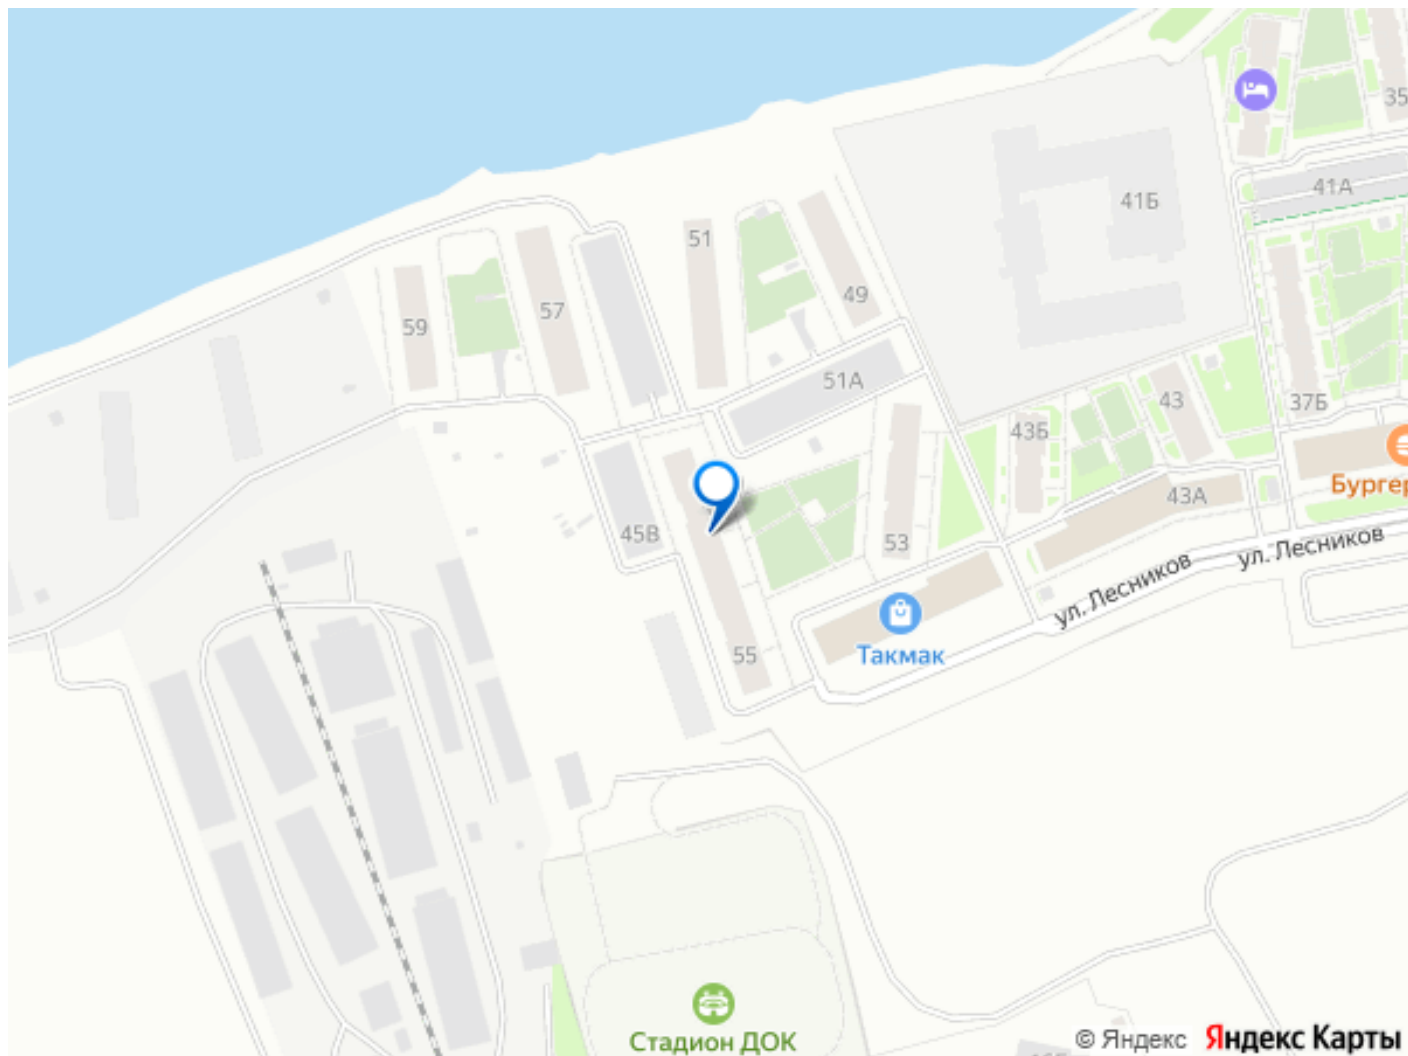 35
41А
41Б
51
49
57
59
51А
43
37Б
43Б
Бургер
43А
45В
53
ул. Лесников
ул. Лесников
Такмак
55
Стадион ДОК
© Яндекс
Яндекс Карты